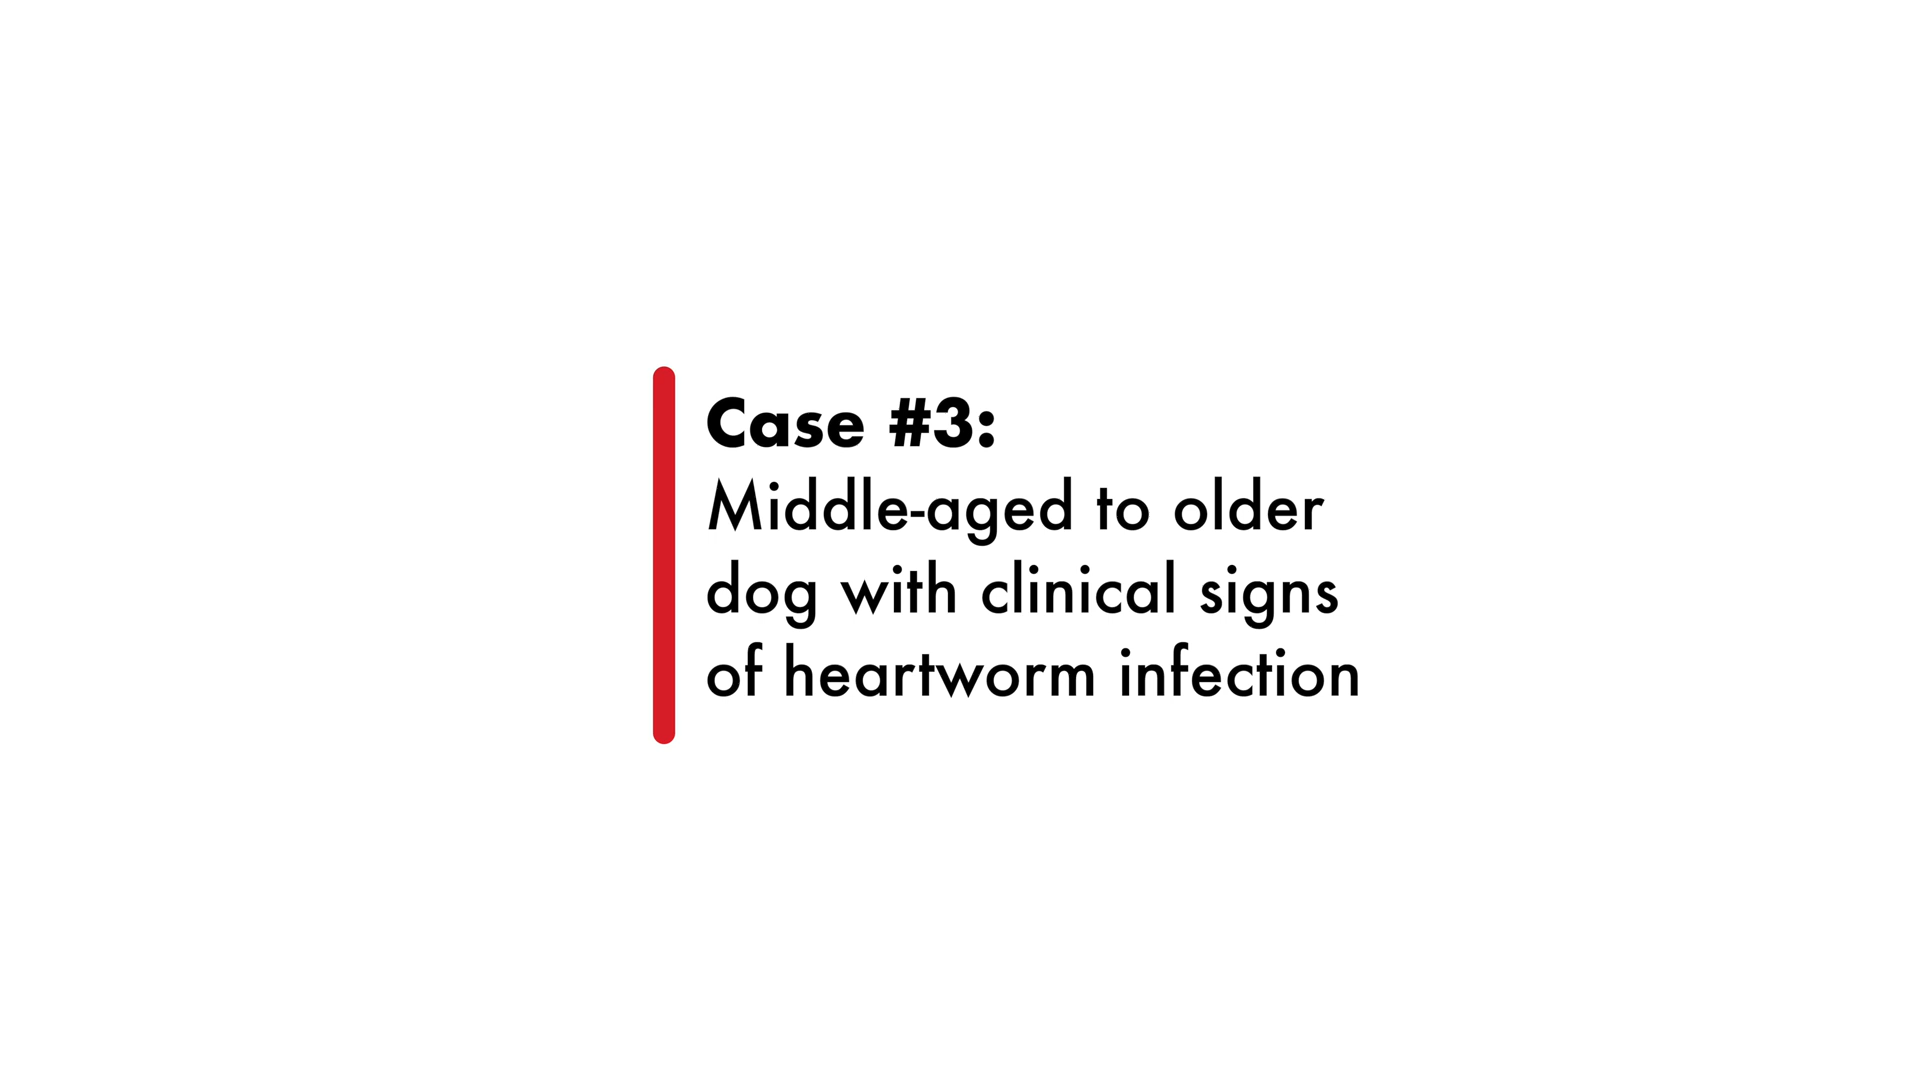 Case #3:
Middle-aged to older
dog with clinical signs
of heartworm infection